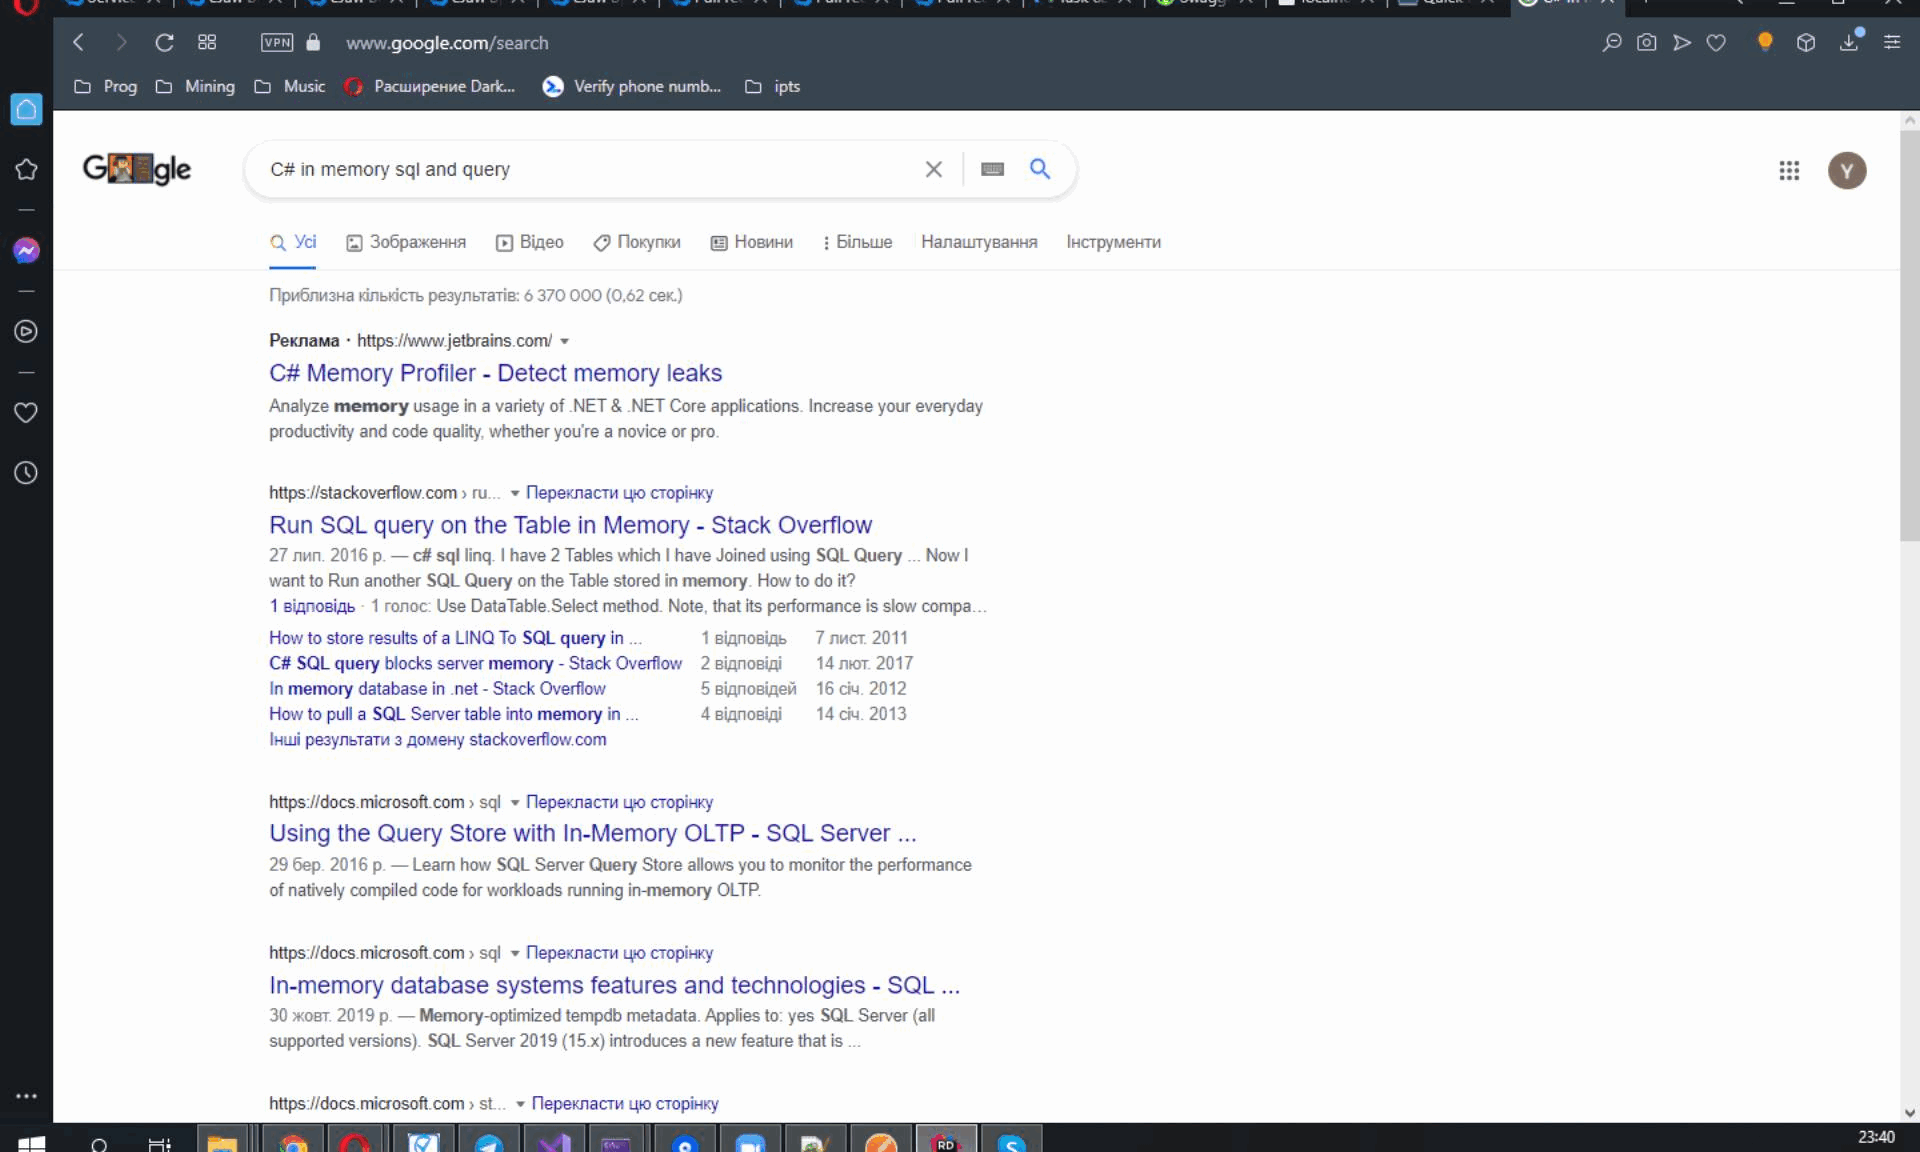 VPN
www.google.com/search
Prog
Mining
Music
Расширение Dark...
Verify phone numb...
ipts
G gle
C# in memory sql and query
Y
Усі
Зображення
Відео
Покупки
Новини
Більше
Налаштування
Інструменти
Приблизна кількість результатів: 6 370 000 (0,62 сек.)
Реклама · https://www.jetbrains.com/
C# Memory Profiler - Detect memory leaks
Analyze memory usage in a variety of .NET & .NET Core applications. Increase your everyday
productivity and code quality, whether you're a novice or pro.
https://stackoverflow.com › ru... Перекласти цю сторінку
Run SQL query on the Table in Memory - Stack Overflow
27 лип. 2016 р. — c# sql linq. I have 2 Tables which I have Joined using SQL Query ... Now I
want to Run another SQL Query on the Table stored in memory. How to do it?
1 відповідь · 1 голос: Use DataTable.Select method. Note, that its performance is slow compa...
How to store results of a LINQ To SQL query in ... 1 відповідь 7 лист. 2011
C# SQL query blocks server memory - Stack Overflow 2 відповіді 14 лют. 2017
In memory database in .net - Stack Overflow 5 відповідей 16 січ. 2012
How to pull a SQL Server table into memory in ... 4 відповіді 14 січ. 2013
Інші результати з домену stackoverflow.com
https://docs.microsoft.com › sql Перекласти цю сторінку
Using the Query Store with In-Memory OLTP - SQL Server ...
29 бер. 2016 р. — Learn how SQL Server Query Store allows you to monitor the performance
of natively compiled code for workloads running in-memory OLTP.
https://docs.microsoft.com › sql Перекласти цю сторінку
In-memory database systems features and technologies - SQL ...
30 жовт. 2019 р. — Memory-optimized tempdb metadata. Applies to: yes SQL Server (all
supported versions). SQL Server 2019 (15.x) introduces a new feature that is ...
https://docs.microsoft.com › st... Перекласти цю сторінку
RD
23:40